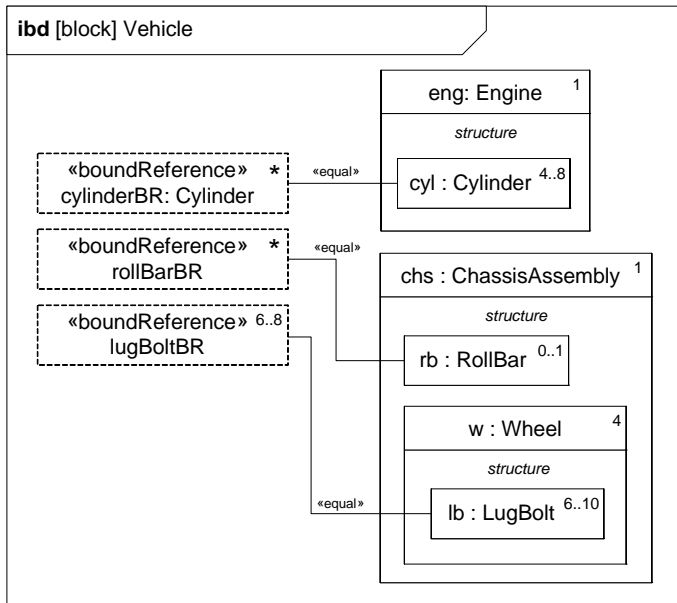 ibd [block] Vehicle
eng: Engine 1
structure
cyl : Cylinder 4..8
«equal»
«boundReference» *
cylinderBR: Cylinder
«boundReference» *
rollBarBR
«equal»
«boundReference» 6..8
lugBoltBR
chs : ChassisAssembly 1
structure
rb : RollBar 0..1
w : Wheel 4
structure
lb : LugBolt 6..10
«equal»